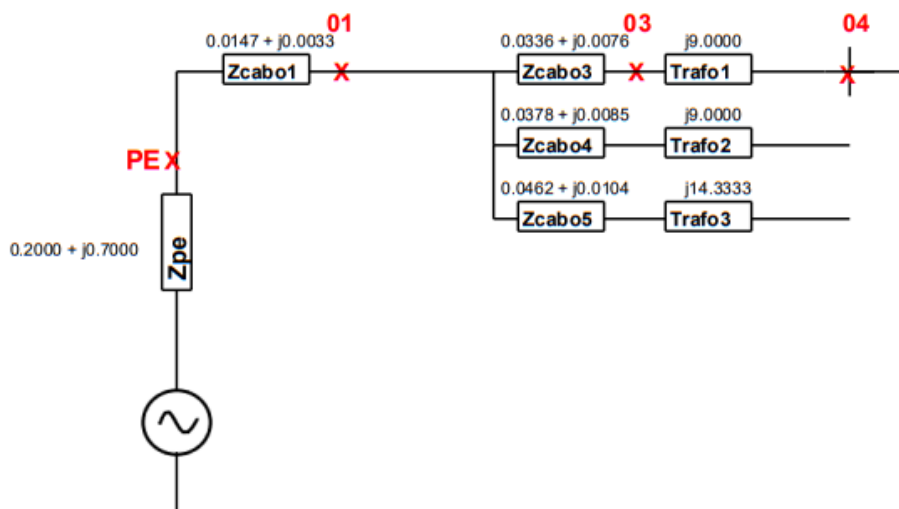 01 03 04
0.0147 + j0.0033 0.0336 + j0.0076 j9.0000
Zcabo1 X Zcabo3 X Trafo1 X
0.0378 + j0.0085 j9.0000
Zcabo4 Trafo2
PE X
0.0462 + j0.0104 j14.3333
Zcabo5 Trafo3
0.2000 + j0.7000 Zpe